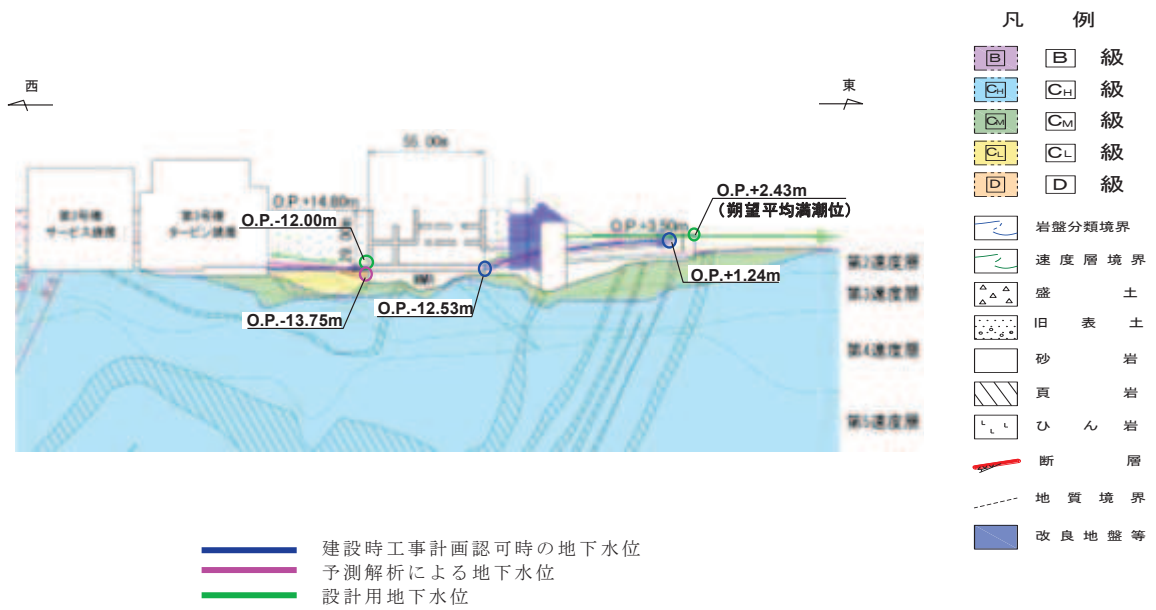 凡 例
B B 級
CH CH 級
CM CM 級
CL CL 級
D D 級
岩盤分類境界
速度層境界
盛 土
旧 表 土
砂 岩
頁 岩
ひ ん 岩
断 層
地 質 境 界
改 良 地 盤 等
西
東
55.00m
O.P.+14.80m
O.P.-12.00m
第3号機
サービス建屋
第3号機
タービン建屋
O.P.+2.43m
(朔望平均満潮位)
O.P.+3.50m
O.P.+1.24m
O.P.-12.53m
O.P.-13.75m
第2速度層
第3速度層
第4速度層
第5速度層
建設時工事計画認可時の地下水位
予測解析による地下水位
設計用地下水位